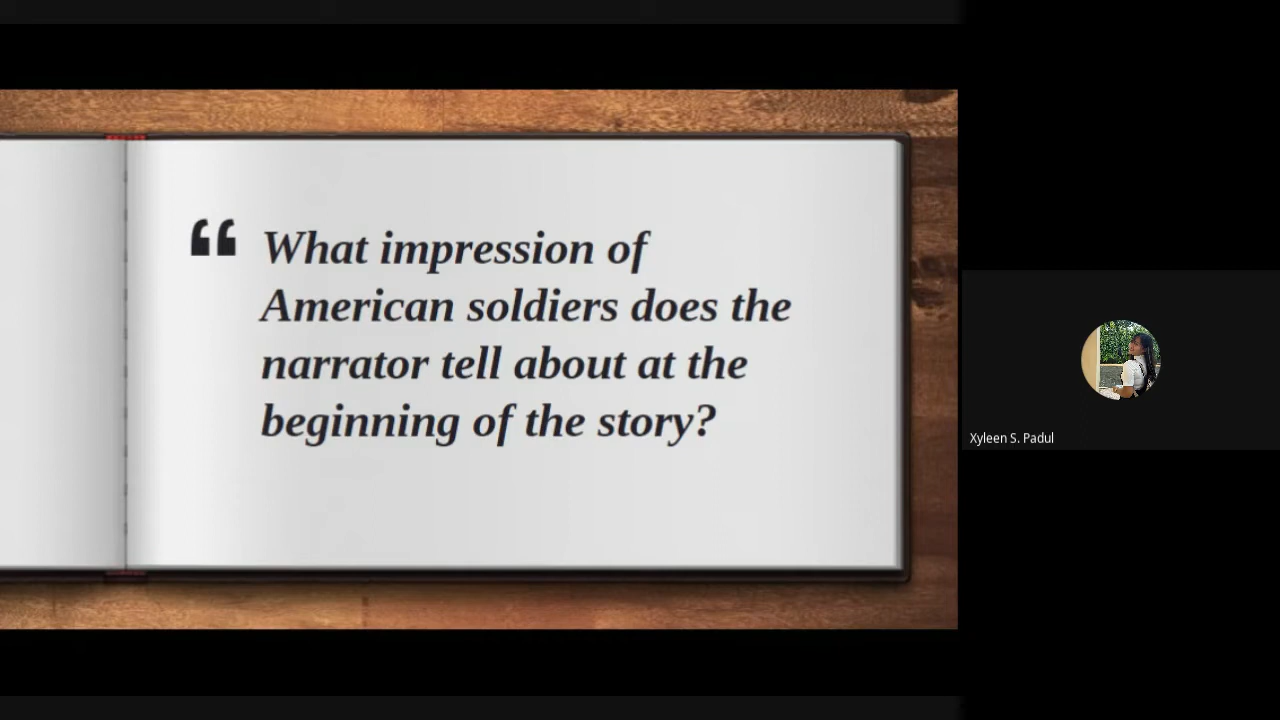 “ What impression of
American soldiers does the
narrator tell about at the
beginning of the story?
Xyleen S. Padul